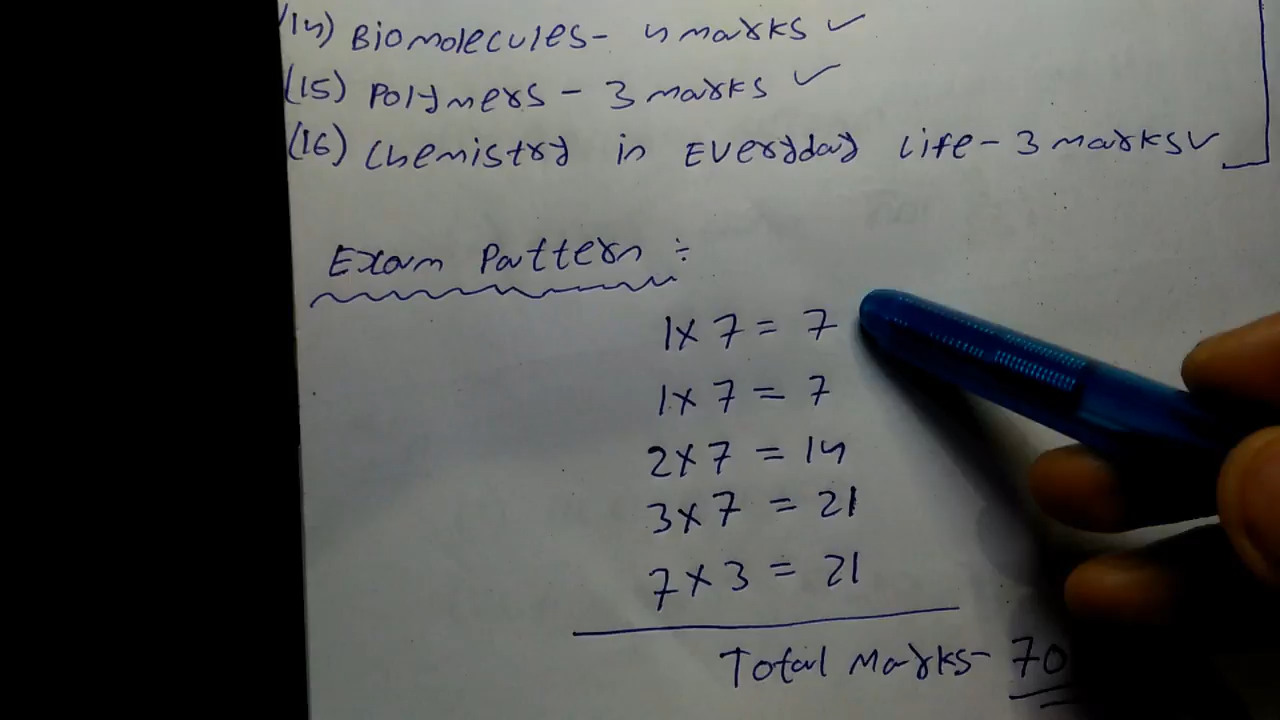 (14) Biomolecules - 4 marks ✓
(15) Polymers - 3 marks ✓
(16) Chemistry in Everyday Life - 3 marks ✓
Exam Pattern ÷
1 × 7 = 7
1 × 7 = 7
2 × 7 = 14
3 × 7 = 21
7 × 3 = 21
Total Marks - 70